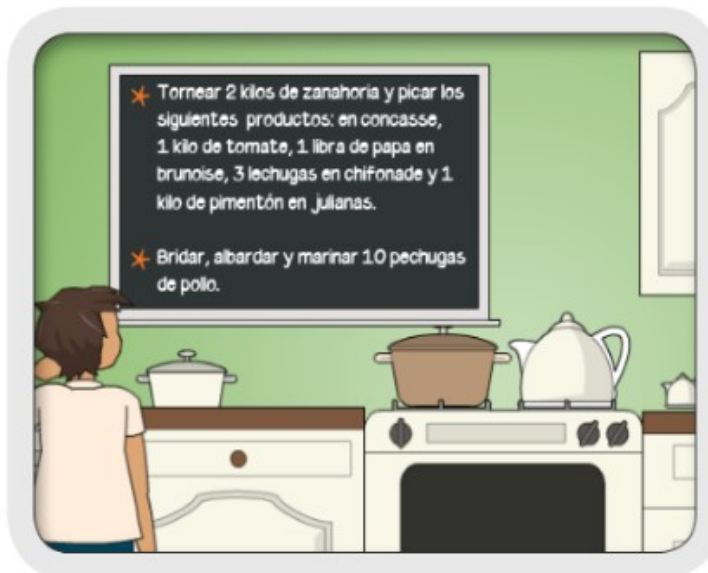 Tornear 2 kilos de zanahoria y picar los
siguientes productos: en concasse,
1 kilo de tomate, 1 libra de papa en
brunoise, 3 lechugas en chifonade y 1
kilo de pimentón en julianas.
Bridar, albardar y marinar 10 pechugas
de pollo.